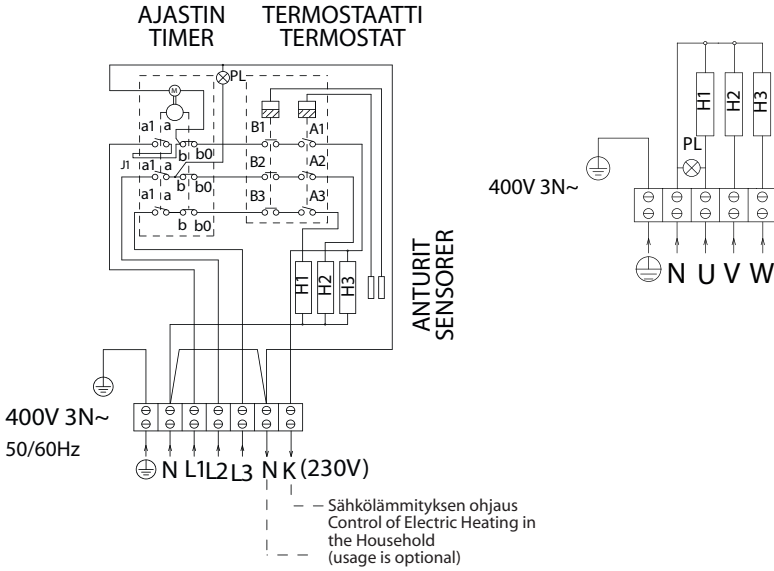 AJASTIN
TIMER
TERMOSTAATTI
TERMOSTAT
PL
M
a1 a
B1
A1
b b0
J1
a1 a
B2
A2
b b0
a1 a
B3
A3
b b0
H1
H2
H3
ANTURIT
SENSORER
400V 3N~
50/60Hz
N L1 L2 L3 N K (230V)
Sähkölämmityksen ohjaus
Control of Electric Heating in
the Household
(usage is optional)
H1
H2
H3
PL
400V 3N~
N U V W